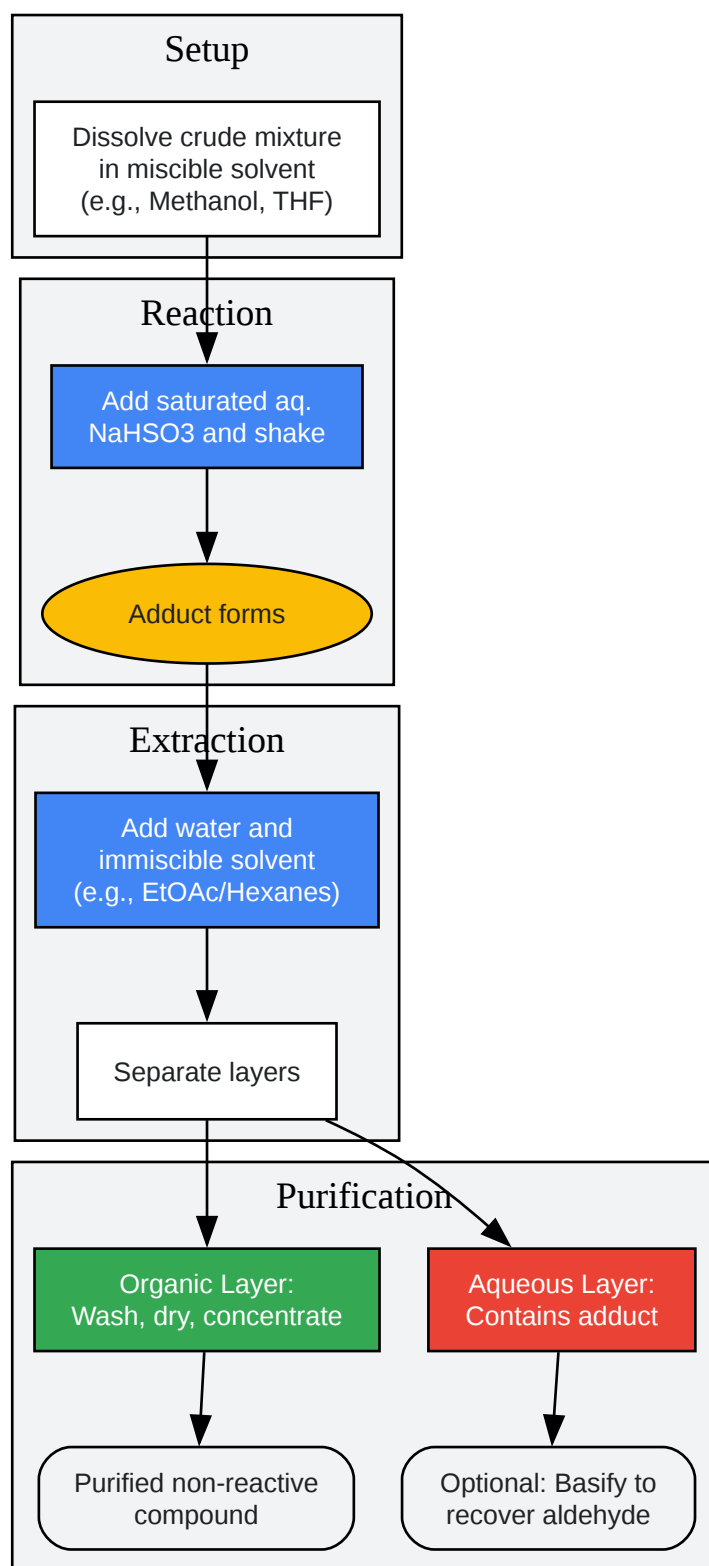 Setup
Dissolve crude mixture
in miscible solvent
(e.g., Methanol, THF)
Reaction
Add saturated aq.
NaHSO3 and shake
Adduct forms
Extraction
Add water and
immiscible solvent
(e.g., EtOAc/Hexanes)
Separate layers
Purification
Organic Layer:
Wash, dry, concentrate
Aqueous Layer:
Contains adduct
Purified non-reactive
compound
Optional: Basify to
recover aldehyde